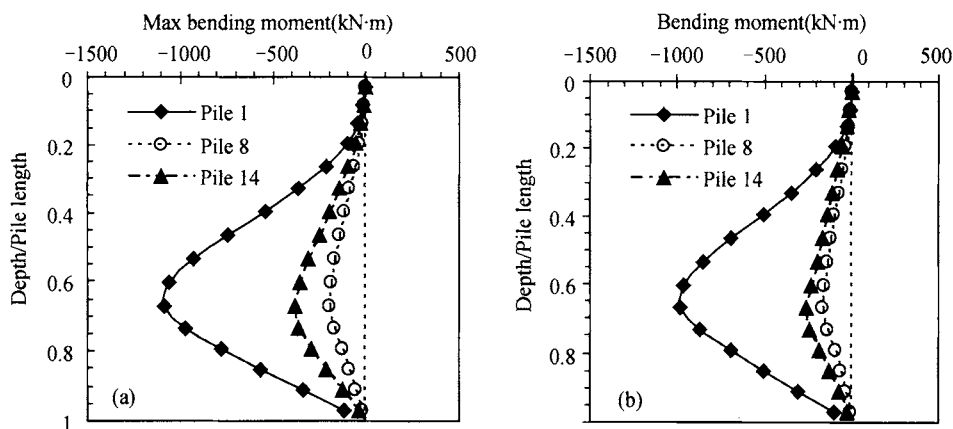 Max bending moment(kN·m)
−1500 −1000 −500 0 500
0
0.2
0.4
0.6
0.8
1
Depth/Pile length
Pile 1
Pile 8
Pile 14
(a)
Bending moment(kN·m)
−1500 −1000 −500 0 500
0
0.2
0.4
0.6
0.8
Depth/Pile length
Pile 1
Pile 8
Pile 14
(b)